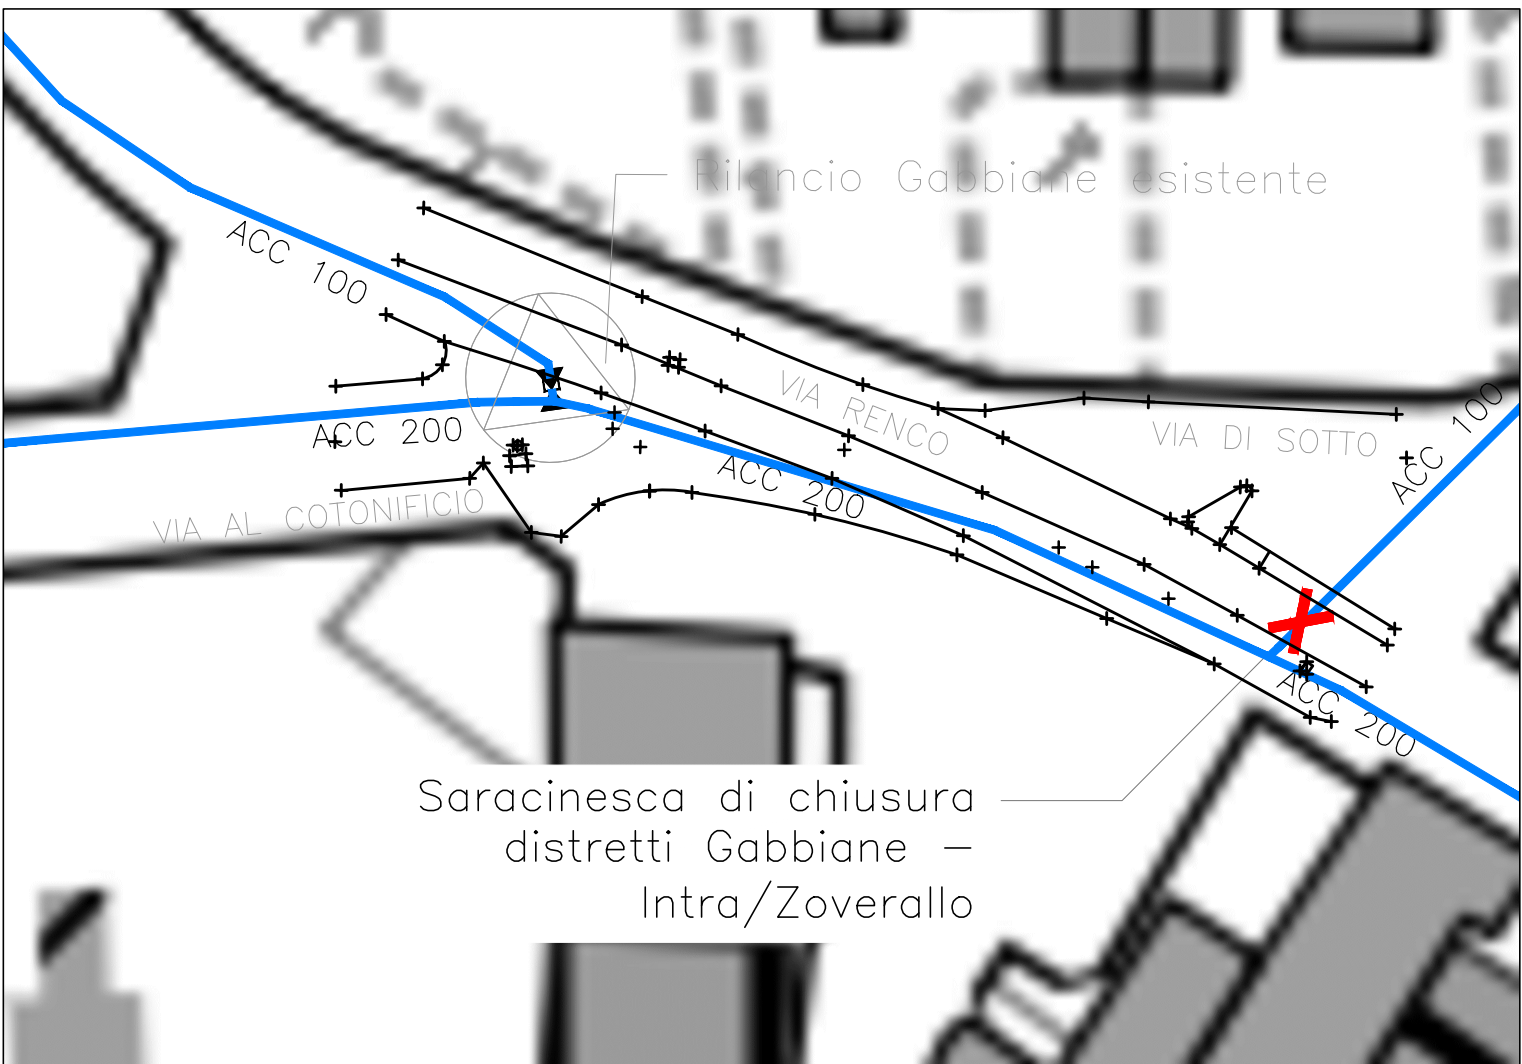 Rilancio Gabbiane esistente
ACC 100
VIA RENCO
VIA DI SOTTO
ACC 100
ACC 200
ACC 200
VIA AL COTONIFICIO
ACC 200
Saracinesca di chiusura
distretti Gabbiane –
Intra/Zoverallo